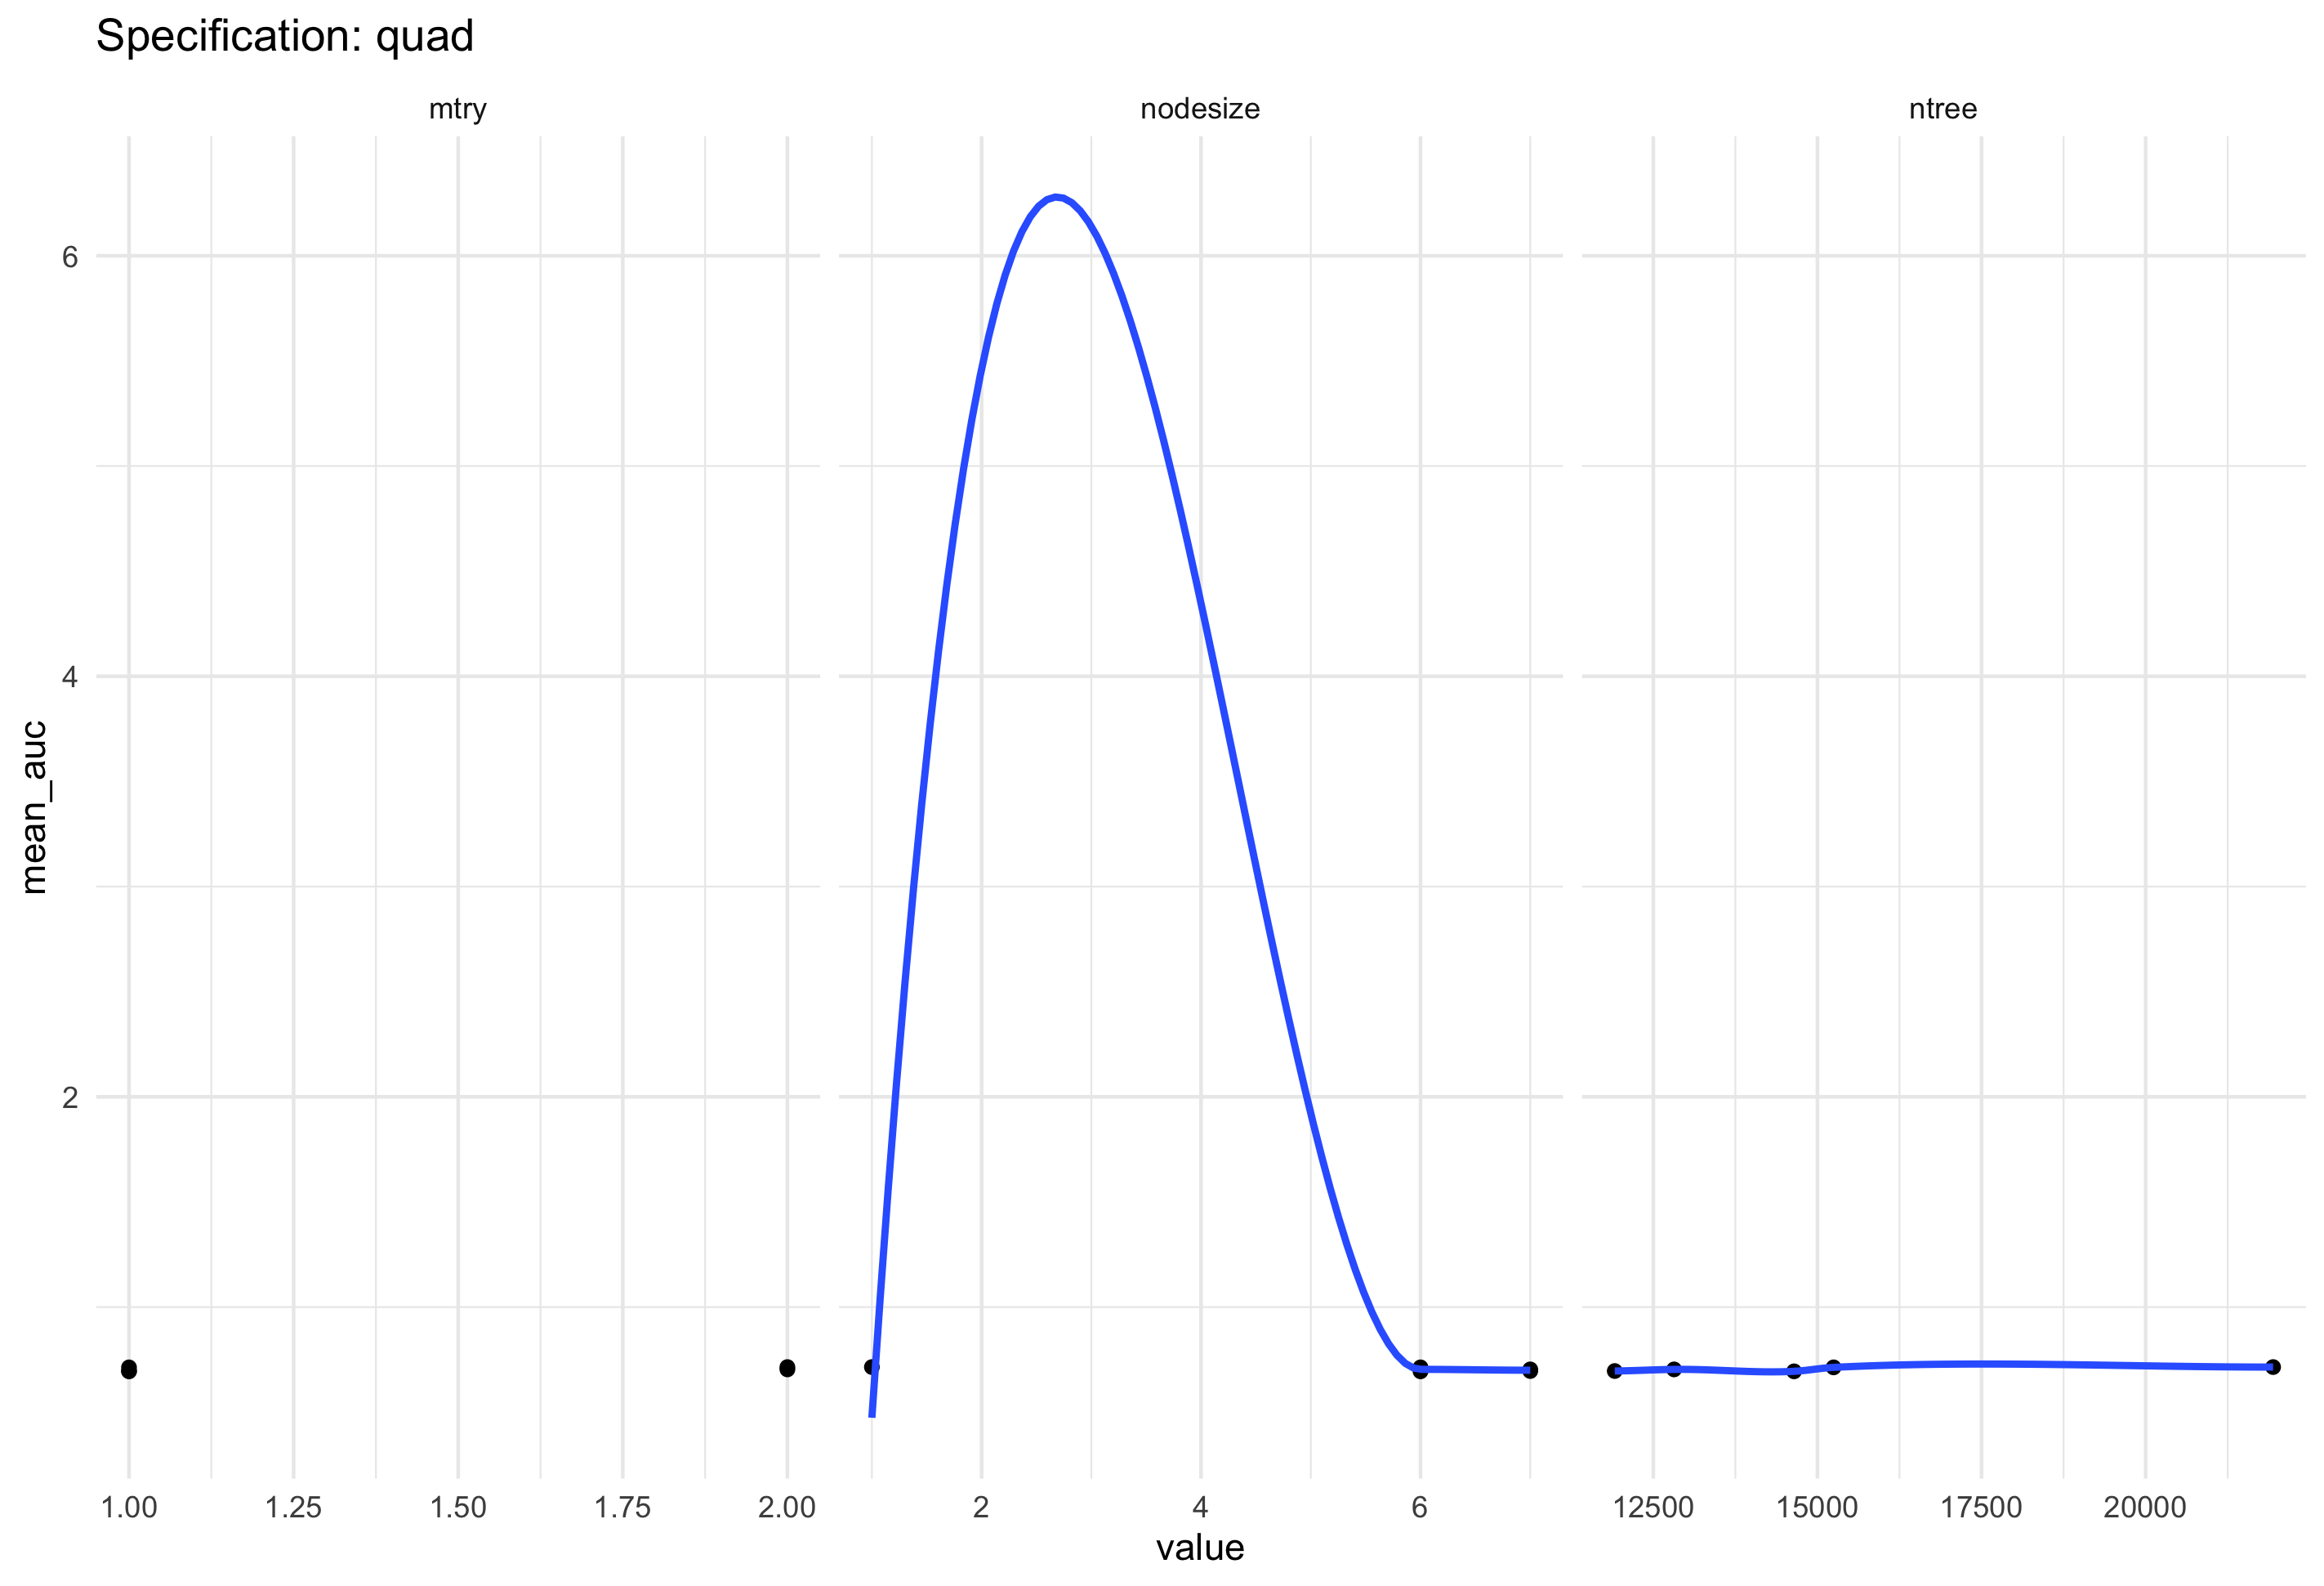 Specification: quad
mtry
nodesize
ntree
6
4
2
mean_auc
1.00 1.25 1.50 1.75 2.00
2 4 6
12500 15000 17500 20000
value